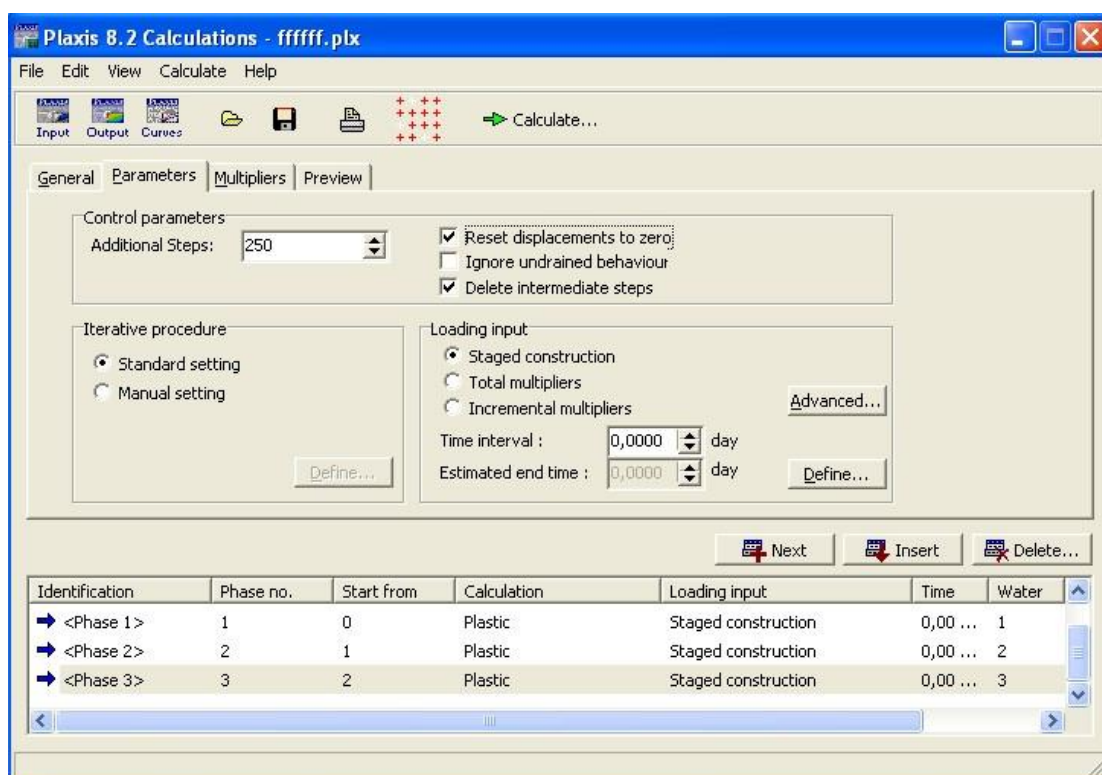 Plaxis 8.2 Calculations - ffffff.plx
File Edit View Calculate Help
Input Output Curves Calculate...
General Parameters Multipliers Preview
Control parameters
Additional Steps: 250
Reset displacements to zero
Ignore undrained behaviour
Delete intermediate steps
Iterative procedure
Standard setting
Manual setting
Define...
Loading input
Staged construction
Total multipliers
Incremental multipliers
Advanced...
Time interval : 0,0000 day
Estimated end time : 0,0000 day
Define...
Next Insert Delete...
Identification Phase no. Start from Calculation Loading input Time Water
<Phase 1> 1 0 Plastic Staged construction 0,00 ... 1
<Phase 2> 2 1 Plastic Staged construction 0,00 ... 2
<Phase 3> 3 2 Plastic Staged construction 0,00 ... 3